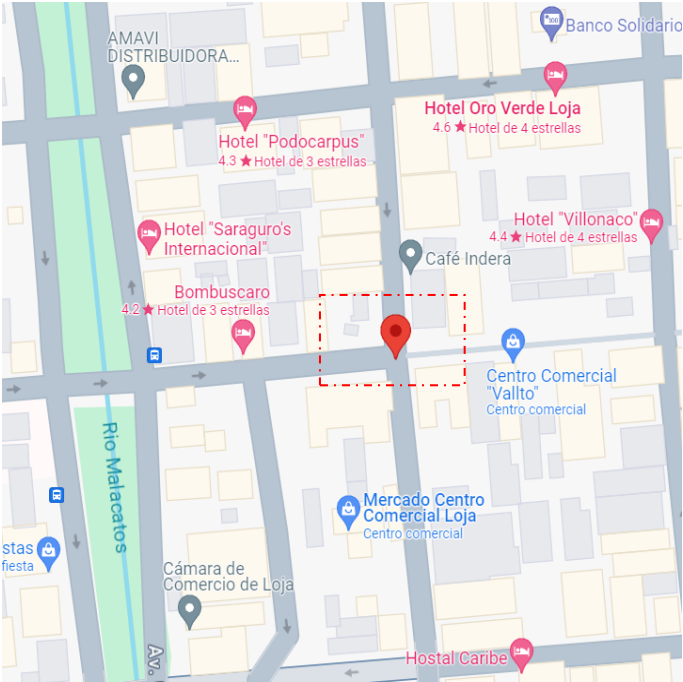 AMAVI
DISTRIBUIDORA...
Banco Solidario
Hotel Oro Verde Loja
4.6 ★ Hotel de 4 estrellas
Hotel "Podocarpus"
4.3 ★ Hotel de 3 estrellas
Hotel "Villonaco"
4.4 ★ Hotel de 4 estrellas
Hotel "Saraguro's
Internacional"
Café Indera
Bombuscaro
4.2 ★ Hotel de 3 estrellas
Centro Comercial
"Vallto"
Centro comercial
Rio Malacatos
Mercado Centro
Comercial Loja
Centro comercial
stas
fiesta
Cámara de
Comercio de Loja
Av.
Hostal Caribe